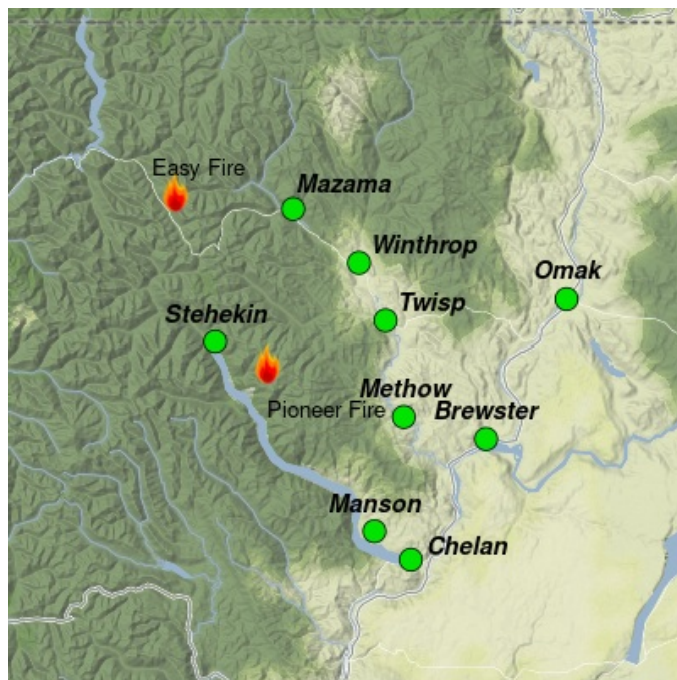 Easy Fire
Mazama
Winthrop
Omak
Twisp
Stehekin
Methow
Pioneer Fire
Brewster
Manson
Chelan